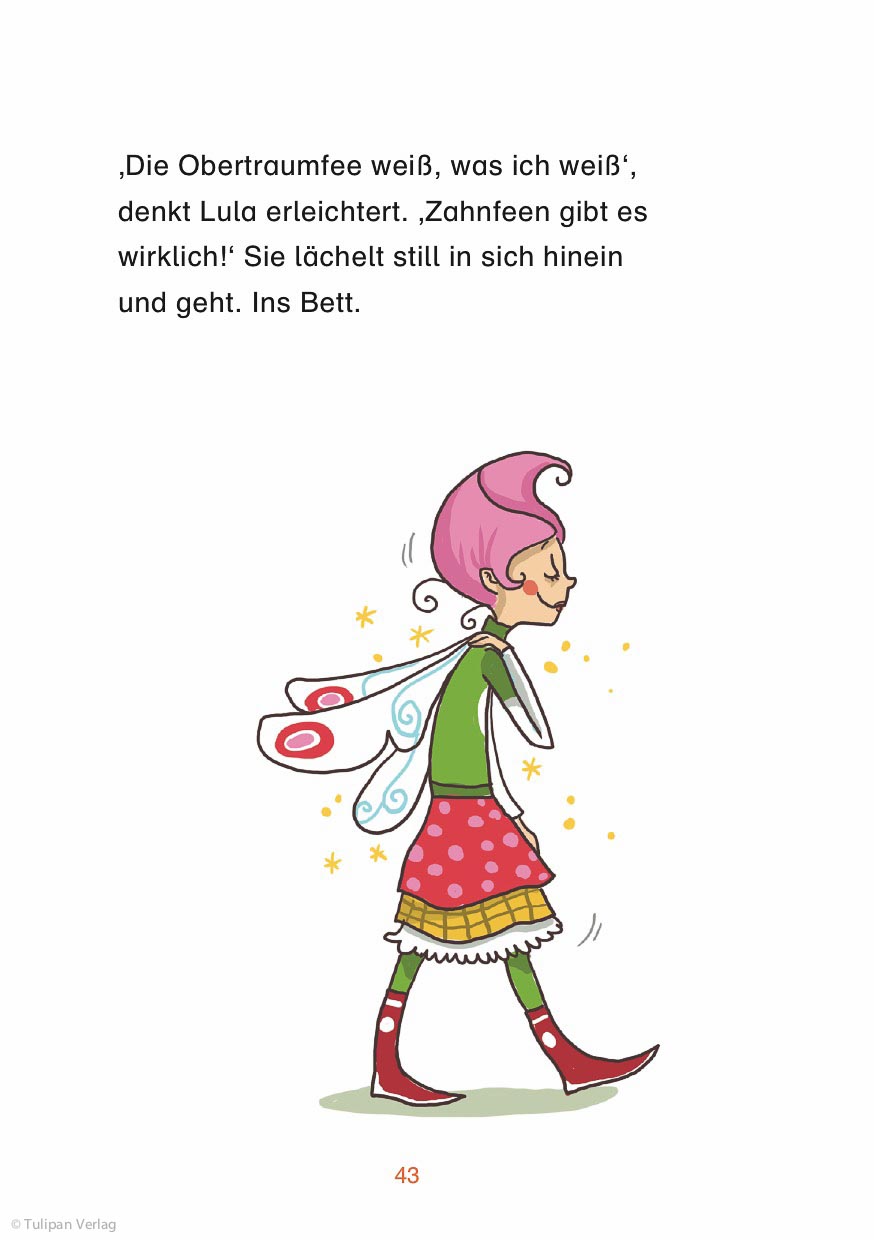 ‚Die Obertraumfee weiß, was ich weiß‘,
denkt Lula erleichtert. ‚Zahnfeen gibt es
wirklich!‘ Sie lächelt still in sich hinein
und geht. Ins Bett.
43
© Tulipan Verlag